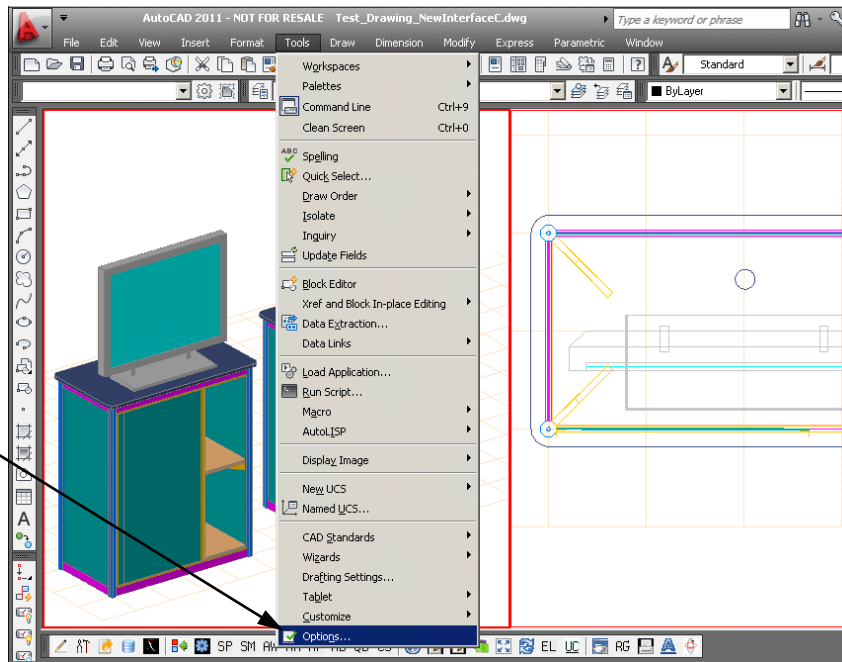 AutoCAD 2011 - NOT FOR RESALE Test_Drawing_NewInterfaceC.dwg
Type a keyword or phrase
File Edit View Insert Format Tools Draw Dimension Modify Express Parametric Window
Standard
ByLayer
Workspaces
Palettes
Command Line Ctrl+9
Clean Screen Ctrl+0
ABC Spelling
Quick Select...
Draw Order
Isolate
Inquiry
Update Fields
Block Editor
Xref and Block In-place Editing
Data Extraction...
Data Links
Load Application...
Run Script...
Macro
AutoLISP
Display Image
New UCS
Named UCS...
CAD Standards
Wizards
Drafting Settings...
Tablet
Customize
Options...
A
SP SM EL UC RG A